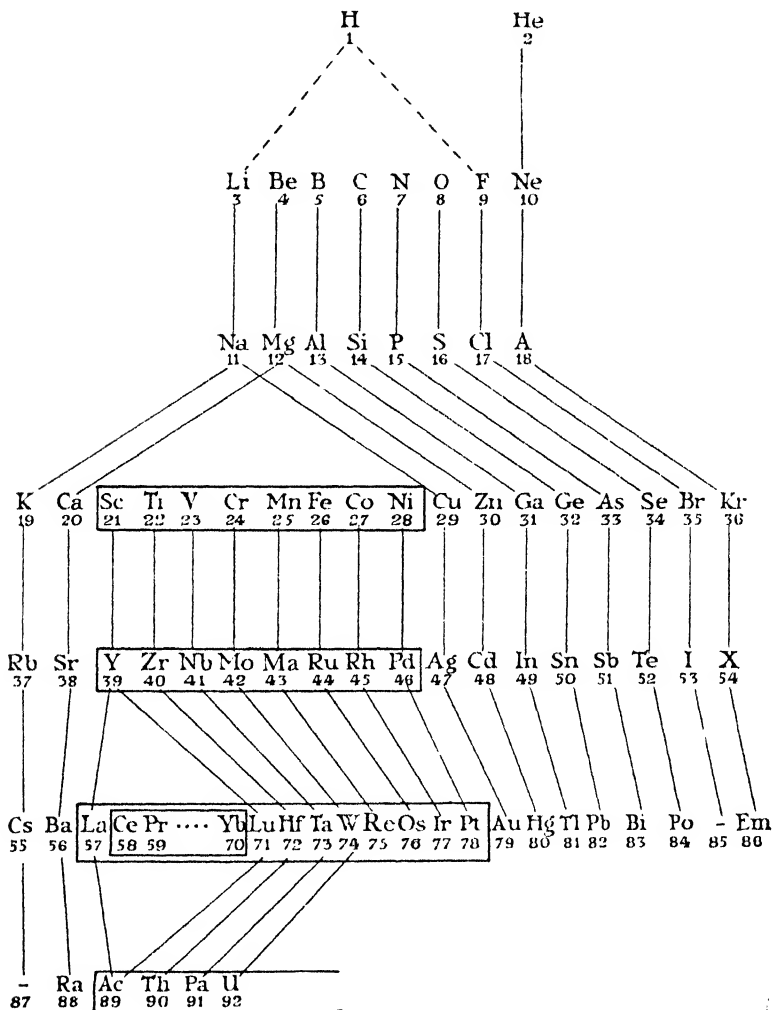 H He
1 2
Li Be B C N O F Ne
3 4 5 6 7 8 9 10
Na Mg Al Si P S Cl A
11 12 13 14 15 16 17 18
K Ca Sc Ti V Cr Mn Fe Co Ni Cu Zn Ga Ge As Se Br Kr
19 20 21 22 23 24 25 26 27 28 29 30 31 32 33 34 35 36
Rb Sr Y Zr Nb Mo Ma Ru Rh Pd Ag Cd In Sn Sb Te I X
37 38 39 40 41 42 43 44 45 46 47 48 49 50 51 52 53 54
Cs Ba La Ce Pr .... Yb Lu Hf Ta W Re Os Ir Pt Au Hg Tl Pb Bi Po - Em
55 56 57 58 59 70 71 72 73 74 75 76 77 78 79 80 81 82 83 84 85 86
- Ra Ac Th Pa U
87 88 89 90 91 92